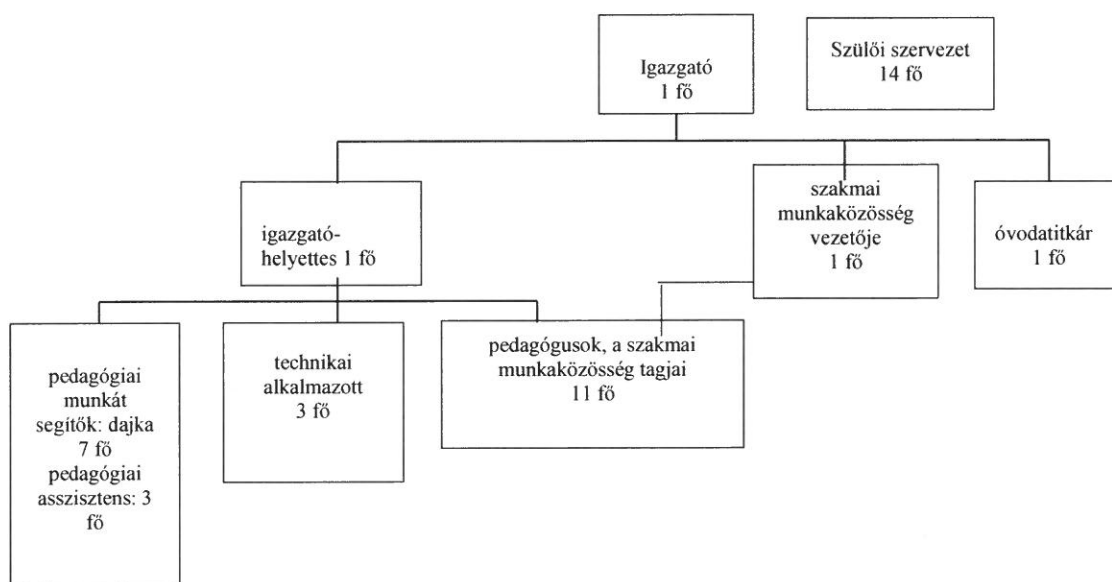 Igazgató
1 fő
Szülői szervezet
14 fő
igazgató-
helyettes 1 fő
szakmai
munkaközösség
vezetője
1 fő
óvodatitkár
1 fő
pedagógiai
munkát
segítők: dajka
7 fő
pedagógiai
asszisztens: 3
fő
technikai
alkalmazott
3 fő
pedagógusok, a szakmai
munkaközösség tagjai
11 fő